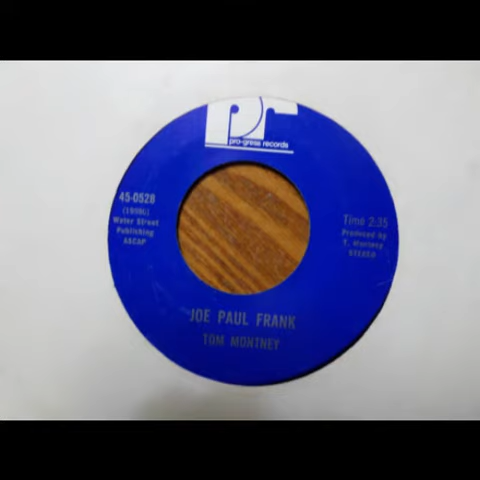 pr
pro-gress records
45-0528
Water Street
Publishing
ASCAP
Time 2:35
Produced by
T. Montney
STEREO
JOE PAUL FRANK
TOM MONTNEY